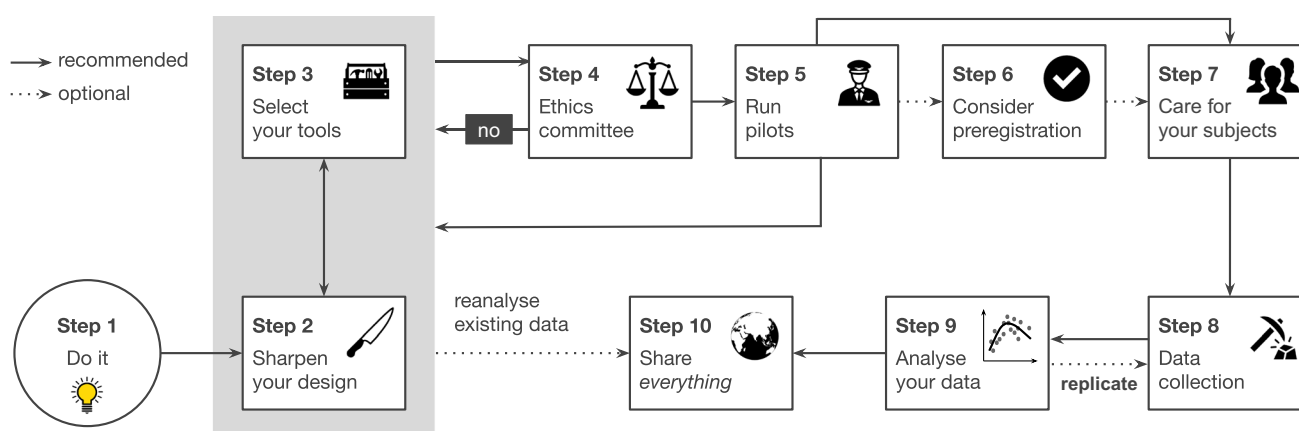 recommended
optional
Step 3
Select
your tools
Step 4
Ethics
committee
no
Step 5
Run
pilots
Step 6
Consider
preregistration
Step 7
Care for
your subjects
Step 1
Do it
Step 2
Sharpen
your design
reanalyse
existing data
Step 10
Share
everything
Step 9
Analyse
your data
replicate
Step 8
Data
collection